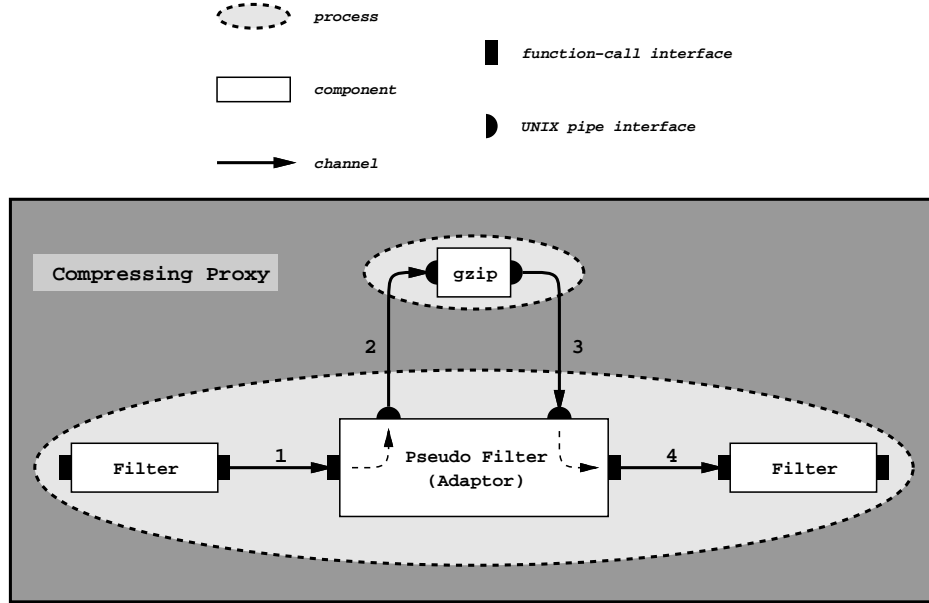 process
function-call interface
component
UNIX pipe interface
channel
Compressing Proxy
gzip
2
3
Filter
1
Pseudo Filter
(Adaptor)
4
Filter